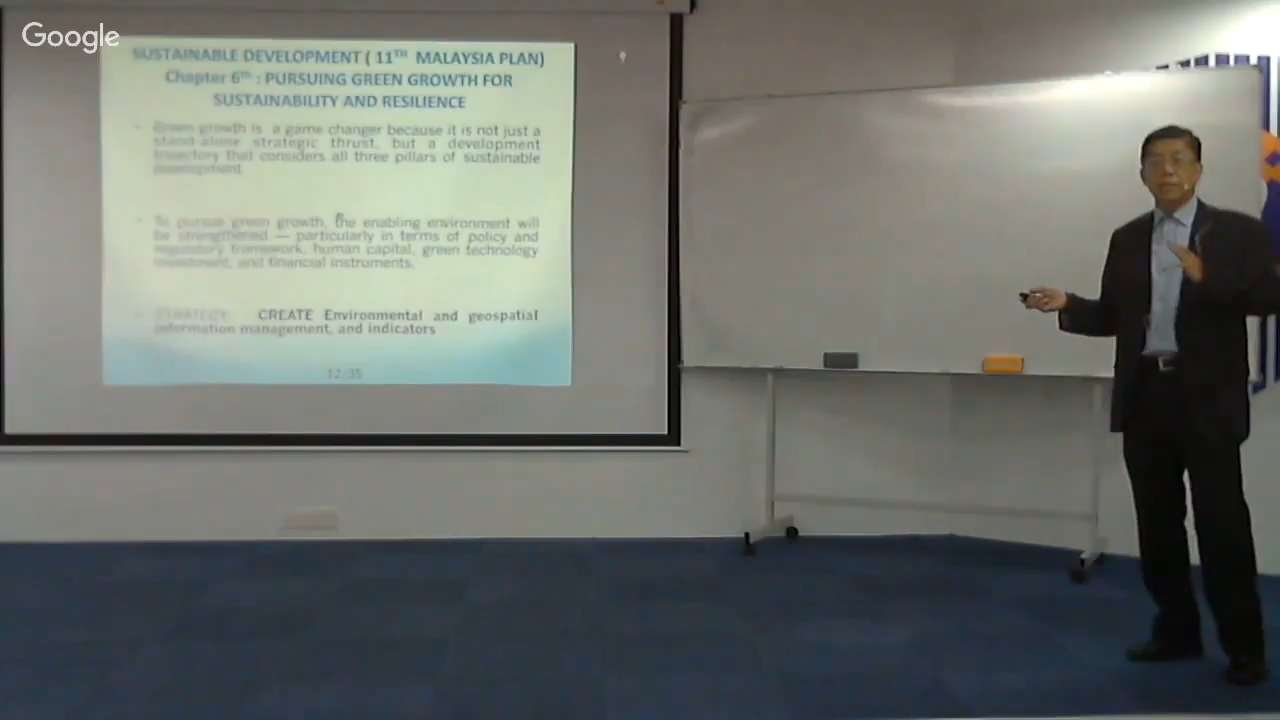 Google
SUSTAINABLE DEVELOPMENT ( 11TH MALAYSIA PLAN)
Chapter 6th : PURSUING GREEN GROWTH FOR
SUSTAINABILITY AND RESILIENCE
Green growth is a game changer because it is not just a
stand-alone strategic thrust, but a development
trajectory that considers all three pillars of sustainable
development
To pursue green growth, the enabling environment will
be strengthened — particularly in terms of policy and
regulatory framework, human capital, green technology
investment, and financial instruments.
STRATEGY CREATE Environmental and geospatial
information management, and indicators
12/35